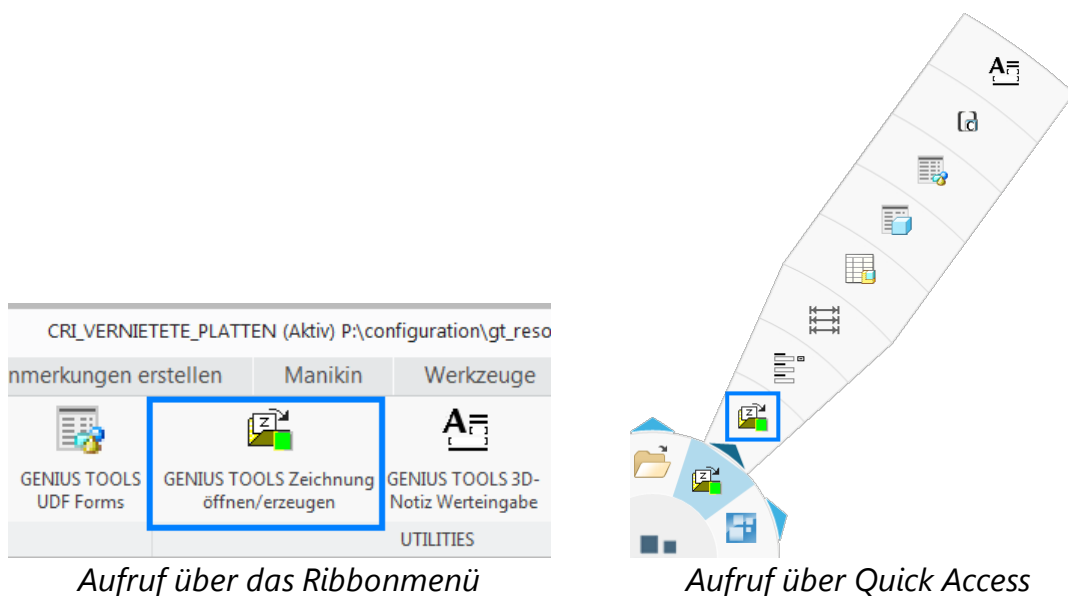 CRI_VERNIETETE_PLATTEN (Aktiv) P:\configuration\gt_reso
nmerkungen erstellen Manikin Werkzeuge
GENIUS TOOLS
UDF Forms
GENIUS TOOLS Zeichnung
öffnen/erzeugen
GENIUS TOOLS 3D-
Notiz Werteingabe
UTILITIES
Aufruf über das Ribbonmenü
Aufruf über Quick Access